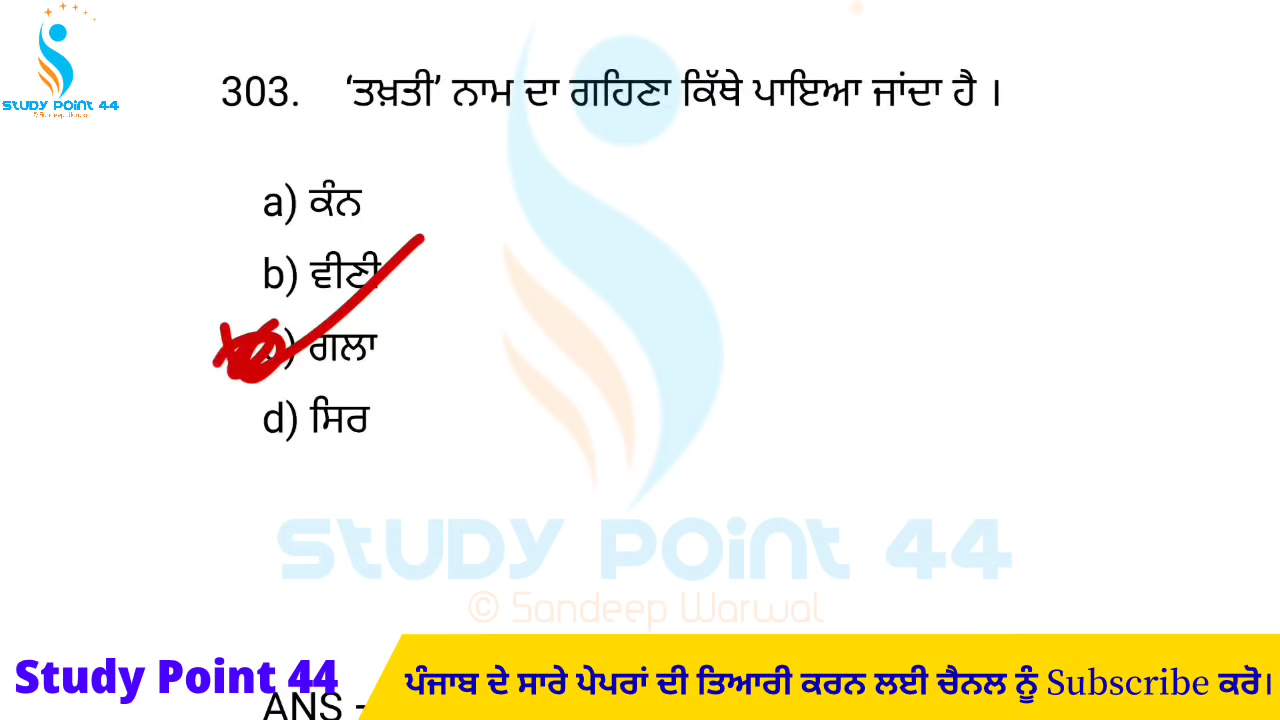 STUDY POINT 44
303. ‘ਤਖ਼ਤੀ’ ਨਾਮ ਦਾ ਗਹਿਣਾ ਕਿੱਥੇ ਪਾਇਆ ਜਾਂਦਾ ਹੈ ।
a) ਕੰਨ
b) ਵੀਣੀ
) ਗਲਾ
d) ਸਿਰ
STUDY POINT 44
© Sandeep Warwal
Study Point 44
ਪੰਜਾਬ ਦੇ ਸਾਰੇ ਪੇਪਰਾਂ ਦੀ ਤਿਆਰੀ ਕਰਨ ਲਈ ਚੈਨਲ ਨੂੰ Subscribe ਕਰੋ।
ANS -